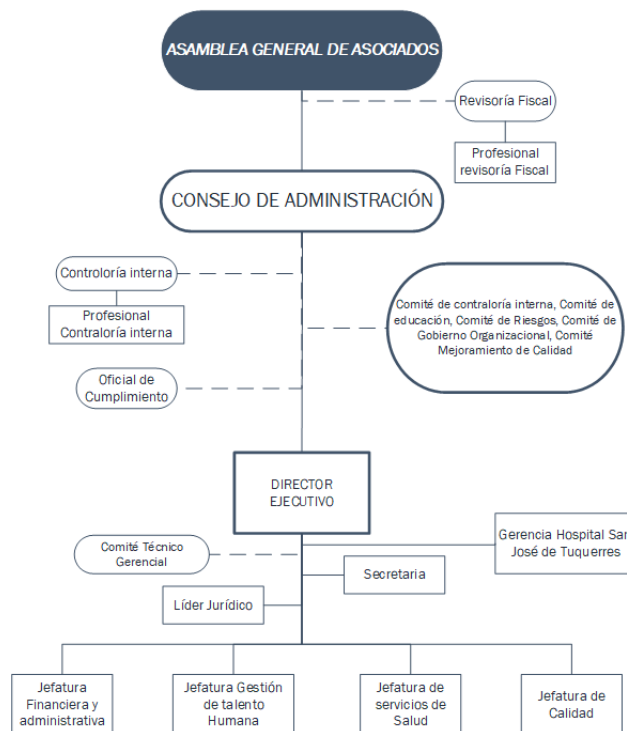 ASAMBLEA GENERAL DE ASOCIADOS
Revisoría Fiscal
Profesional
revisoría Fiscal
CONSEJO DE ADMINISTRACIÓN
Controloría interna
Profesional
Contraloría interna
Comité de contraloría interna, Comité de
educación, Comité de Riesgos, Comité de
Gobierno Organizacional, Comité
Mejoramiento de Calidad
Oficial de
Cumplimiento
DIRECTOR
EJECUTIVO
Comité Técnico
Gerencial
Gerencia Hospital San
José de Tuquerres
Secretaria
Líder Jurídico
Jefatura
Financiera y
administrativa
Jefatura Gestión
de talento
Humana
Jefatura de
servicios de
Salud
Jefatura de
Calidad